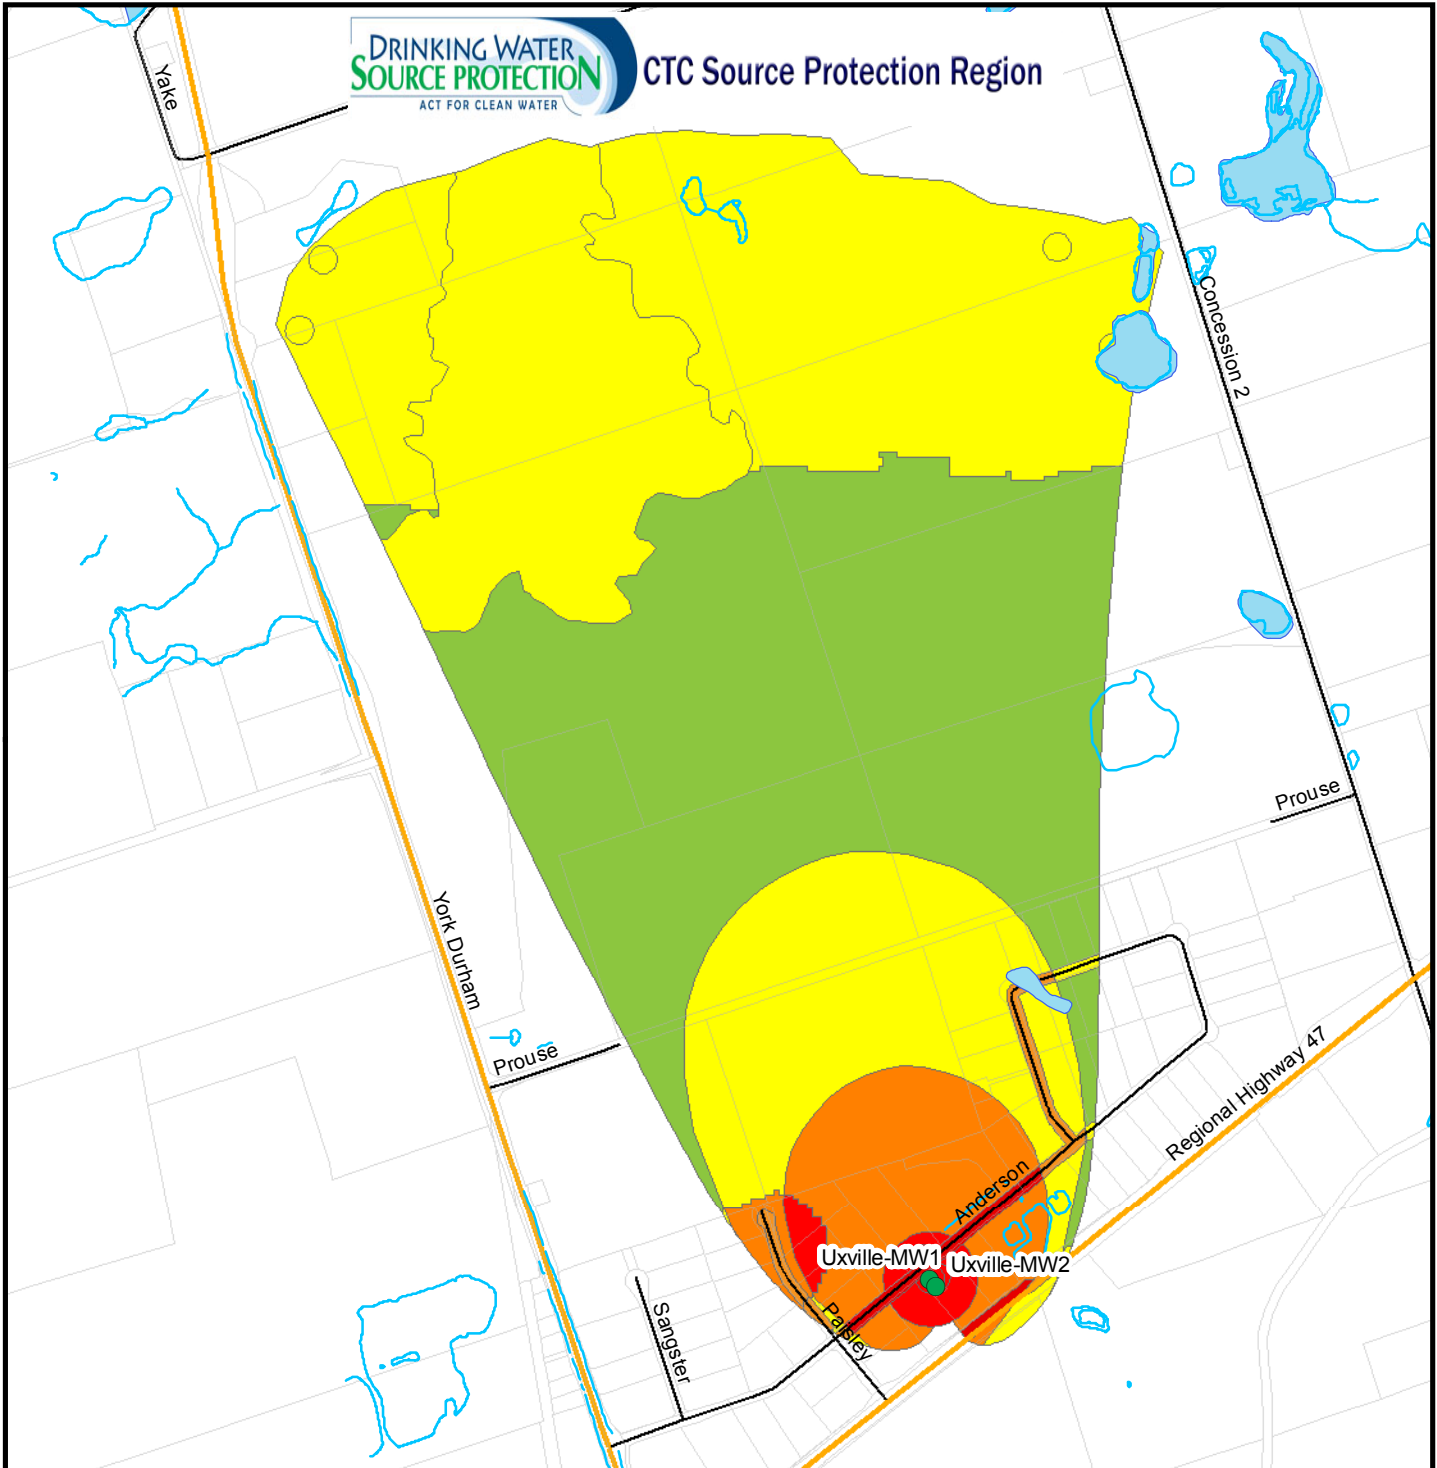 DRINKING WATER
SOURCE PROTECTION
ACT FOR CLEAN WATER
CTC Source Protection Region
Yake
Concession 2
Prouse
York Durham
Prouse
Regional Highway 47
Anderson
Uxville-MW1
Uxville-MW2
Paisley
Sangster